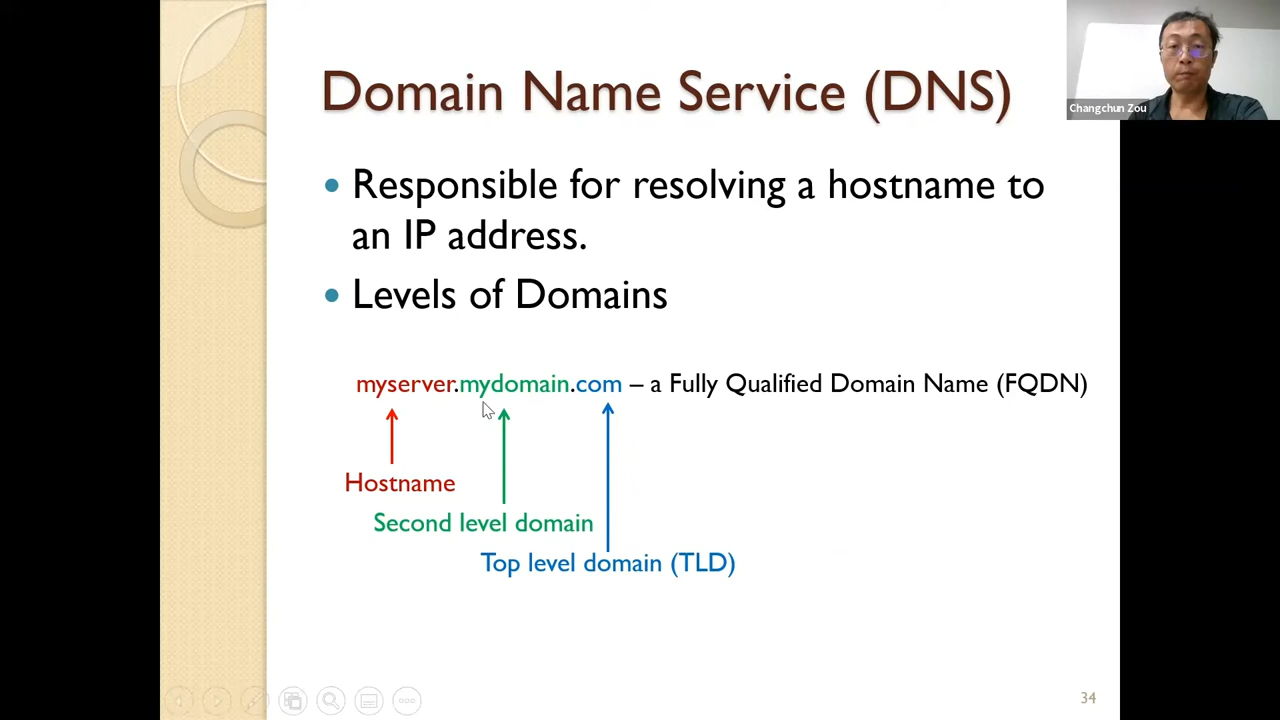 Domain Name Service (DNS)
Changchun Zou
• Responsible for resolving a hostname to
an IP address.
• Levels of Domains
myserver.mydomain.com – a Fully Qualified Domain Name (FQDN)
Hostname
Second level domain
Top level domain (TLD)
34